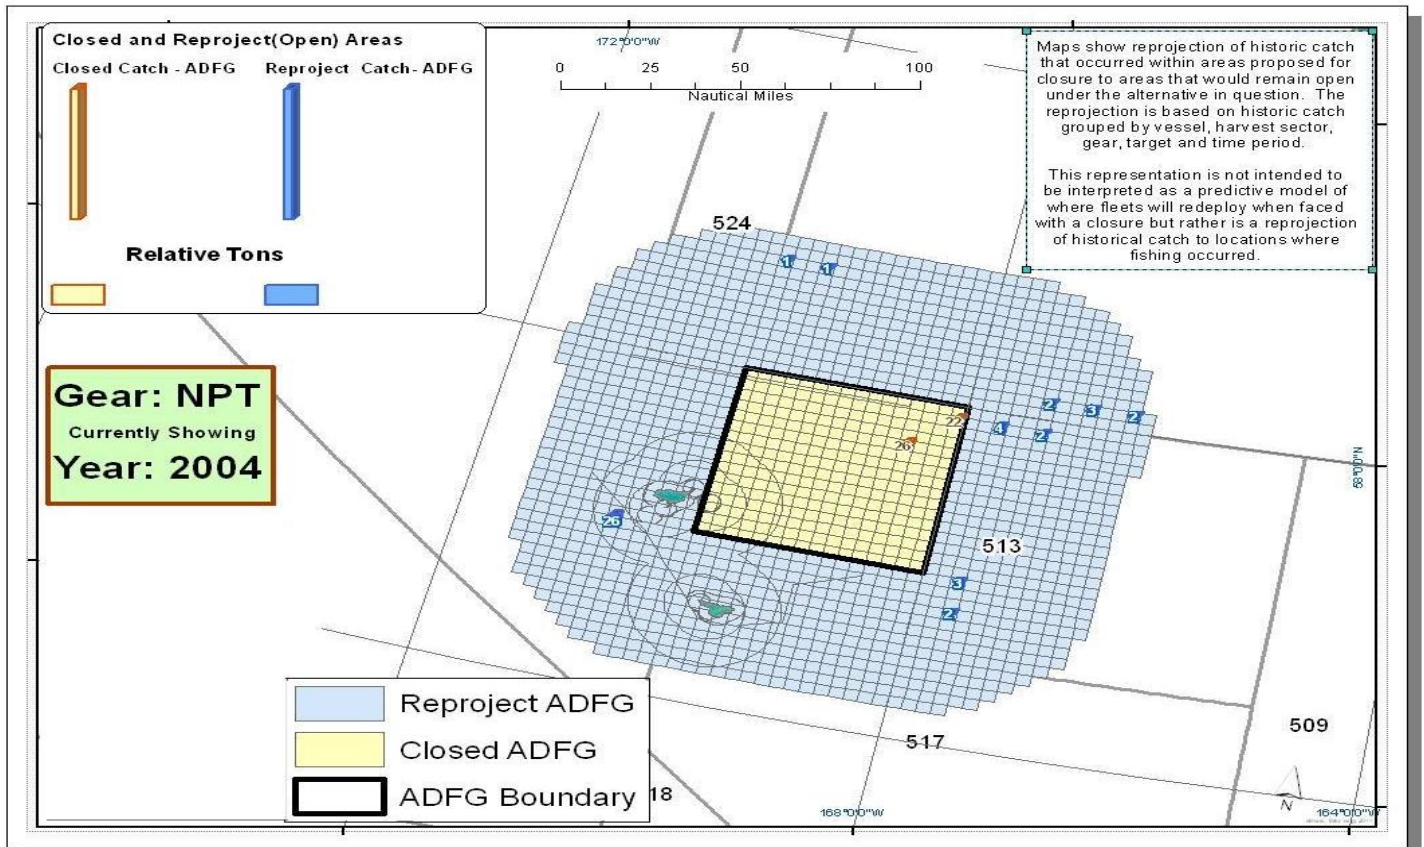 Closed and Reproject(Open) Areas
Closed Catch - ADFG Reproject Catch- ADFG
Relative Tons
172°0'0"W
0 25 50 100
Nautical Miles
Maps show reprojection of historic catch
that occurred within areas proposed for
closure to areas that would remain open
under the alternative in question. The
reprojection is based on historic catch
grouped by vessel, harvest sector,
gear, target and time period.
This representation is not intended to
be interpreted as a predictive model of
where fleets will redeploy when faced
with a closure but rather is a reprojection
of historical catch to locations where
fishing occurred.
Gear: NPT
Currently Showing
Year: 2004
524
1 1
2 3 2
22 4 2
26
58°0'0"N
26
513
3
2
509
517
18
Reproject ADFG
Closed ADFG
ADFG Boundary
N
168°0'0"W
164°0'0"W